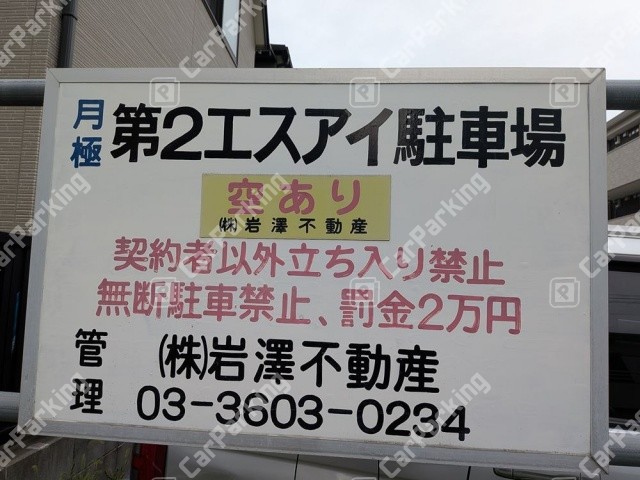 月極
第2エスアイ駐車場
空あり
㈱岩澤不動産
契約者以外立ち入り禁止
無断駐車禁止、罰金2万円
管理
㈱岩澤不動産
03-3603-0234
CarParking